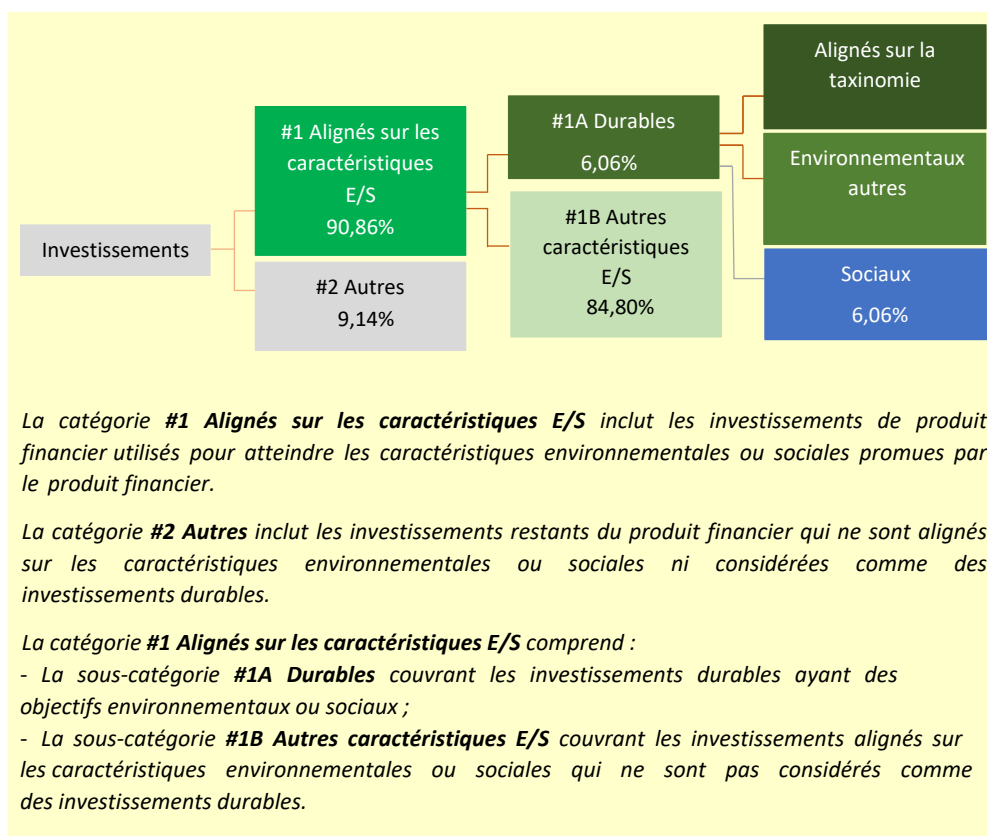 Alignés sur la
taxinomie
#1 Alignés sur les
caractéristiques
E/S
90,86%
#1A Durables
6,06%
Environnementaux
autres
#1B Autres
caractéristiques
E/S
84,80%
Investissements
#2 Autres
9,14%
Sociaux
6,06%
La catégorie #1 Alignés sur les caractéristiques E/S inclut les investissements de produit
financier utilisés pour atteindre les caractéristiques environnementales ou sociales promues par
le produit financier.
La catégorie #2 Autres inclut les investissements restants du produit financier qui ne sont alignés
sur les caractéristiques environnementales ou sociales ni considérées comme des
investissements durables.
La catégorie #1 Alignés sur les caractéristiques E/S comprend :
- La sous-catégorie #1A Durables couvrant les investissements durables ayant des
objectifs environnementaux ou sociaux ;
- La sous-catégorie #1B Autres caractéristiques E/S couvrant les investissements alignés sur
les caractéristiques environnementales ou sociales qui ne sont pas considérés comme
des investissements durables.